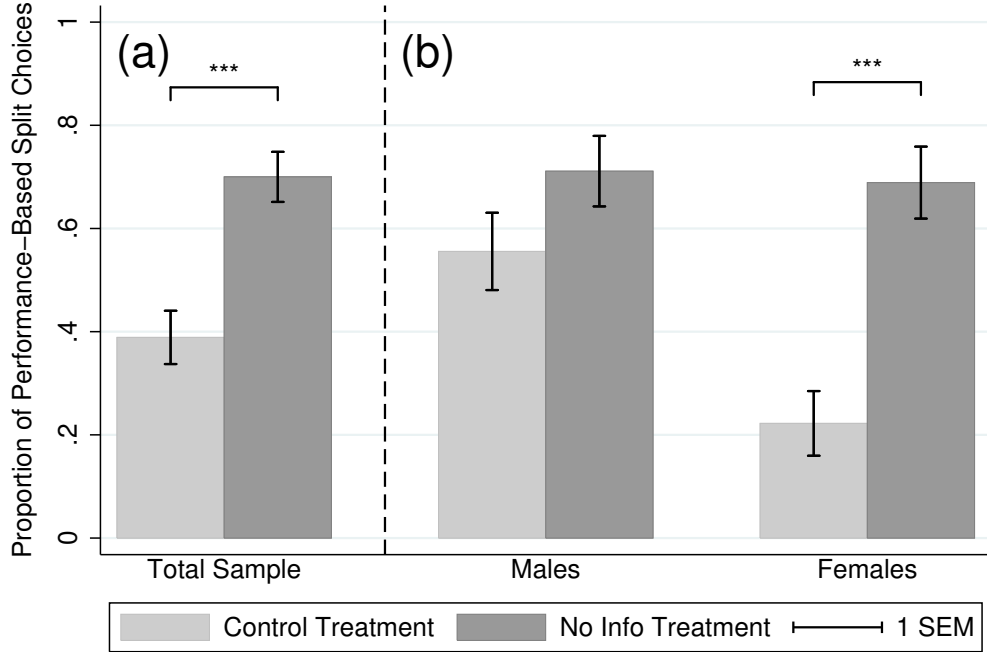 Proportion of Performance−Based Split Choices
1
.8
.6
.4
.2
0
(a)
***
(b)
***
Total Sample
Males
Females
Control Treatment
No Info Treatment
1 SEM